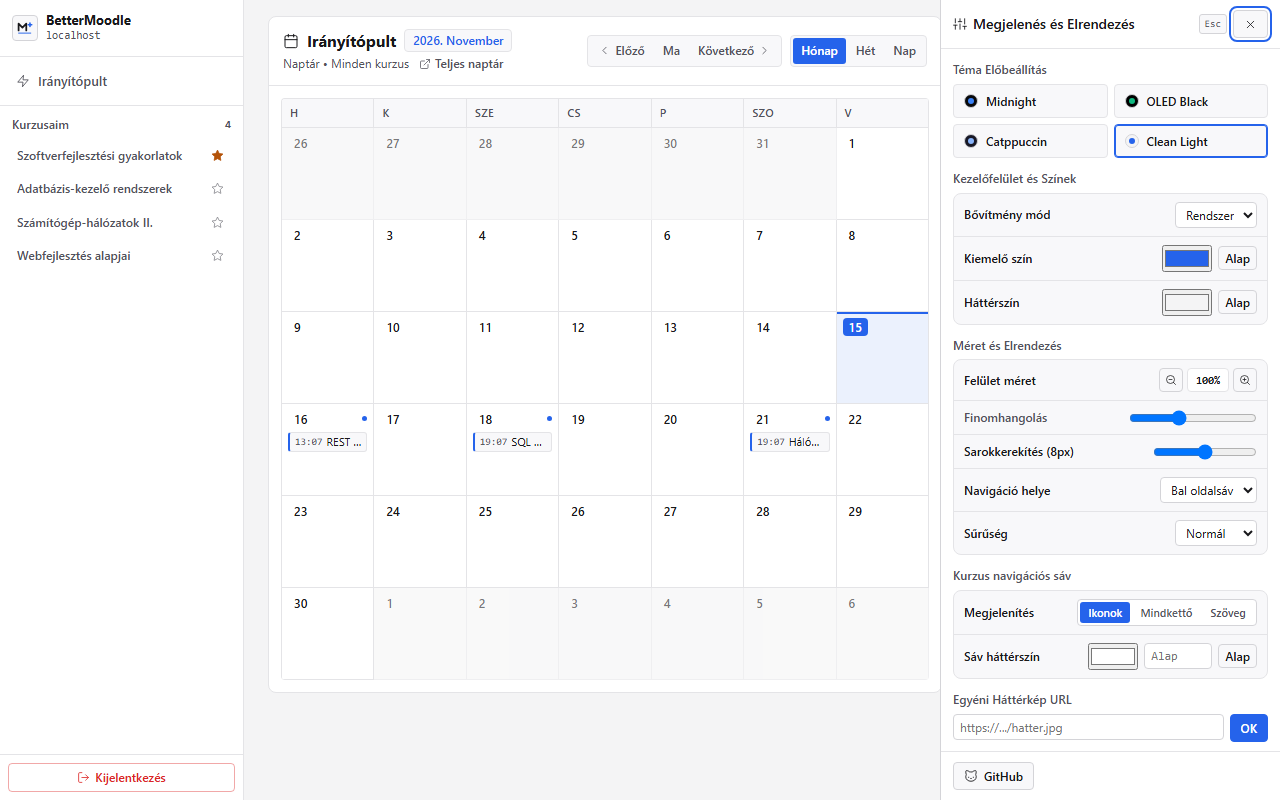 BetterMoodle
localhost
Irányítópult
Kurzusaim 4
Szoftverfejlesztési gyakorlatok
Adatbázis-kezelő rendszerek
Számítógép-hálózatok II.
Webfejlesztés alapjai
Kijelentkezés
Irányítópult 2026. November
Naptár • Minden kurzus Teljes naptár
Előző Ma Következő
Hónap Hét Nap
H K SZE CS P SZO V
26 27 28 29 30 31 1
2 3 4 5 6 7 8
9 10 11 12 13 14 15
16 17 18 19 20 21 22
13:07 REST ... 19:07 SQL ... 19:07 Háló...
23 24 25 26 27 28 29
30 1 2 3 4 5 6
Megjelenés és Elrendezés Esc
Téma Előbeállítás
Midnight OLED Black
Catppuccin Clean Light
Kezelőfelület és Színek
Bővítmény mód Rendszer
Kiemelő szín Alap
Háttérszín Alap
Méret és Elrendezés
Felület méret 100%
Finomhangolás
Sarokkerekítés (8px)
Navigáció helye Bal oldalsáv
Sűrűség Normál
Kurzus navigációs sáv
Megjelenítés Ikonok Mindkettő Szöveg
Sáv háttérszín Alap Alap
Egyéni Háttérkép URL
https://.../hatter.jpg OK
GitHub